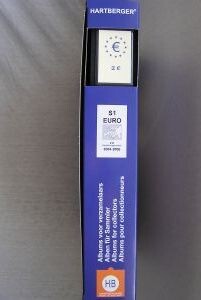 HARTBERGER®
€
2 €
S1
EURO
Albums voor verzamelaars
Alben für Sammler
Albums for collectors
Albums pour collectionneurs
HB